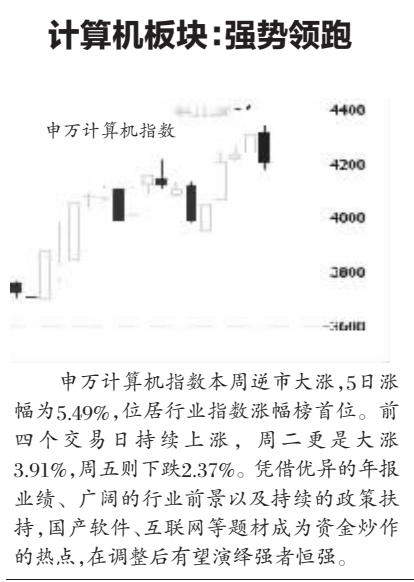 计算机板块：强势领跑
申万计算机指数
4400
4200
4000
3800
3600
申万计算机指数本周逆市大涨，5日涨
幅为5.49%，位居行业指数涨幅榜首位。前
四个交易日持续上涨，周二更是大涨
3.91%，周五则下跌2.37%。凭借优异的年报
业绩、广阔的行业前景以及持续的政策扶
持，国产软件、互联网等题材成为资金炒作
的热点，在调整后有望演绎强者恒强。